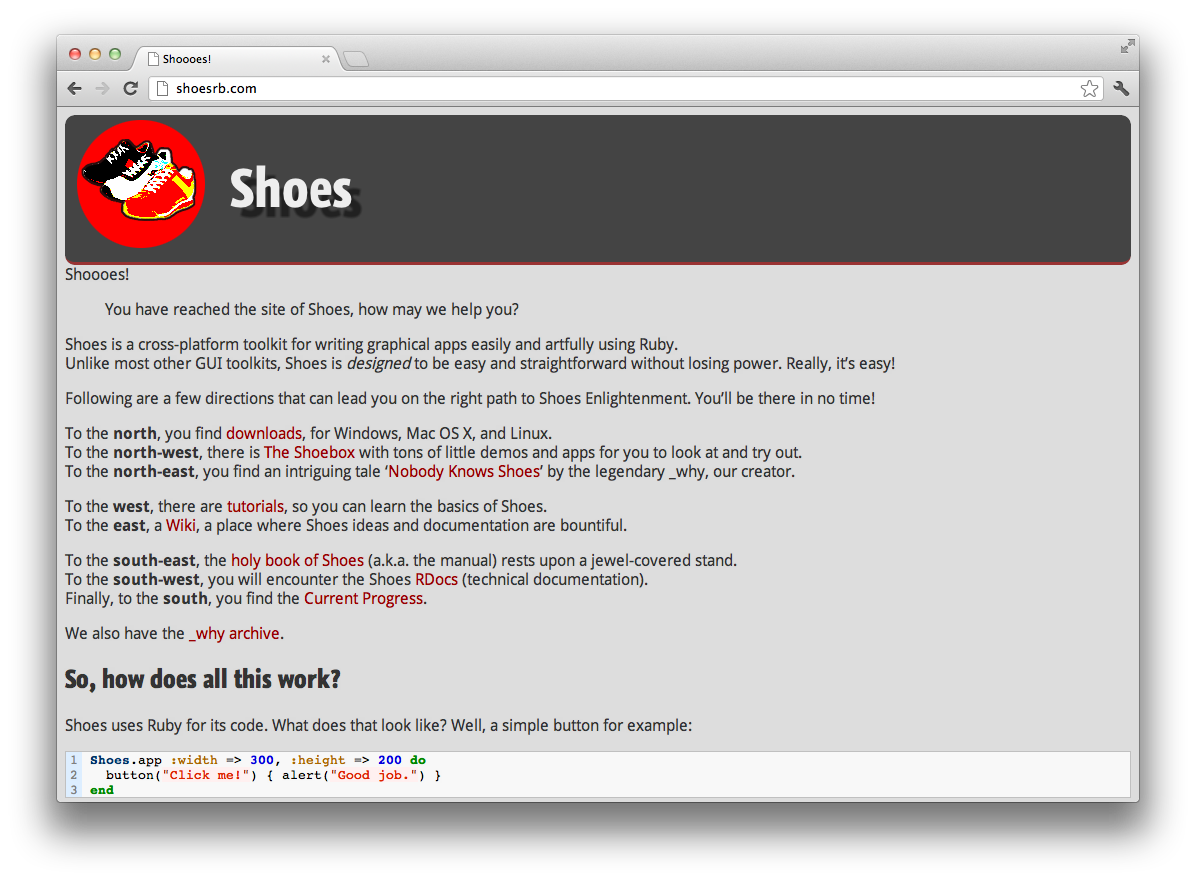 Shoooes!
shoesrb.com
Shoes
Shoooes!
You have reached the site of Shoes, how may we help you?
Shoes is a cross-platform toolkit for writing graphical apps easily and artfully using Ruby.
Unlike most other GUI toolkits, Shoes is designed to be easy and straightforward without losing power. Really, it’s easy!
Following are a few directions that can lead you on the right path to Shoes Enlightenment. You’ll be there in no time!
To the north, you find downloads, for Windows, Mac OS X, and Linux.
To the north-west, there is The Shoebox with tons of little demos and apps for you to look at and try out.
To the north-east, you find an intriguing tale ‘Nobody Knows Shoes’ by the legendary _why, our creator.
To the west, there are tutorials, so you can learn the basics of Shoes.
To the east, a Wiki, a place where Shoes ideas and documentation are bountiful.
To the south-east, the holy book of Shoes (a.k.a. the manual) rests upon a jewel-covered stand.
To the south-west, you will encounter the Shoes RDocs (technical documentation).
Finally, to the south, you find the Current Progress.
We also have the _why archive.
So, how does all this work?
Shoes uses Ruby for its code. What does that look like? Well, a simple button for example:
1 Shoes.app :width => 300, :height => 200 do
2   button("Click me!") { alert("Good job.") }
3 end